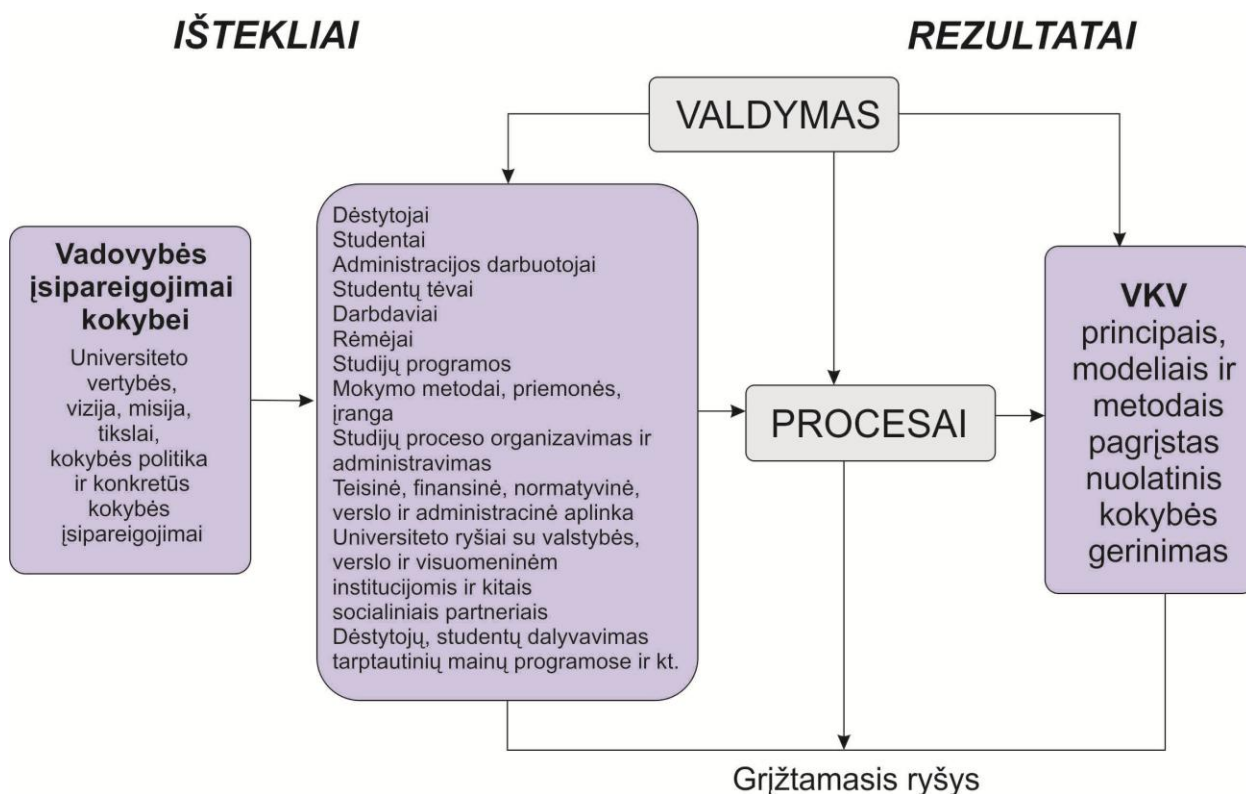 IŠTEKLIAI
REZULTATAI
VALDYMAS
Vadovybės
įsipareigojimai
kokybei
Universiteto
vertybės,
vizija, misija,
tikslai,
kokybės politika
ir konkretūs
kokybės
įsipareigojimai
Dėstytojai
Studentai
Administracijos darbuotojai
Studentų tėvai
Darbdaviai
Rėmėjai
Studijų programos
Mokymo metodai, priemonės,
įranga
Studijų proceso organizavimas ir
administravimas
Teisinė, finansinė, normatyvinė,
verslo ir administracinė aplinka
Universiteto ryšiai su valstybės,
verslo ir visuomeninėm
institucijomis ir kitais
socialiniais partneriais
Dėstytojų, studentų dalyvavimas
tarptautinių mainų programose ir kt.
PROCESAI
VKV
principais,
modeliais ir
metodais
pagrįstas
nuolatinis
kokybės
gerinimas
Grįžtamasis ryšys